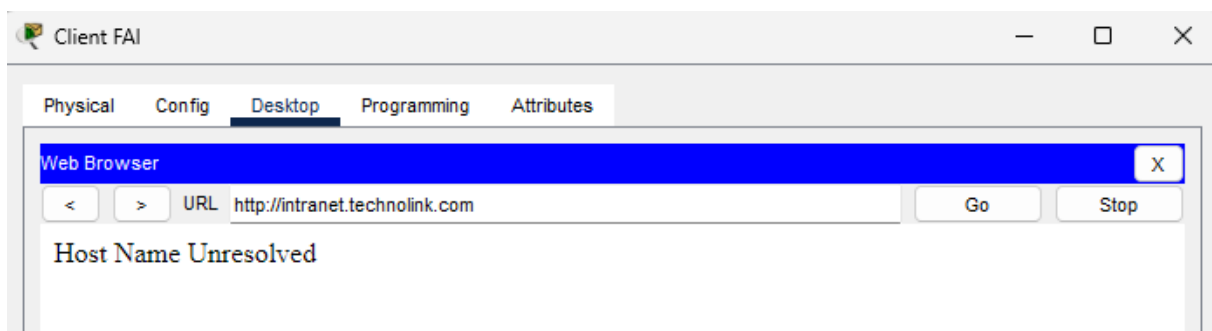 Client FAI
Physical Config Desktop Programming Attributes
Web Browser X
< > URL http://intranet.technolink.com Go Stop
Host Name Unresolved